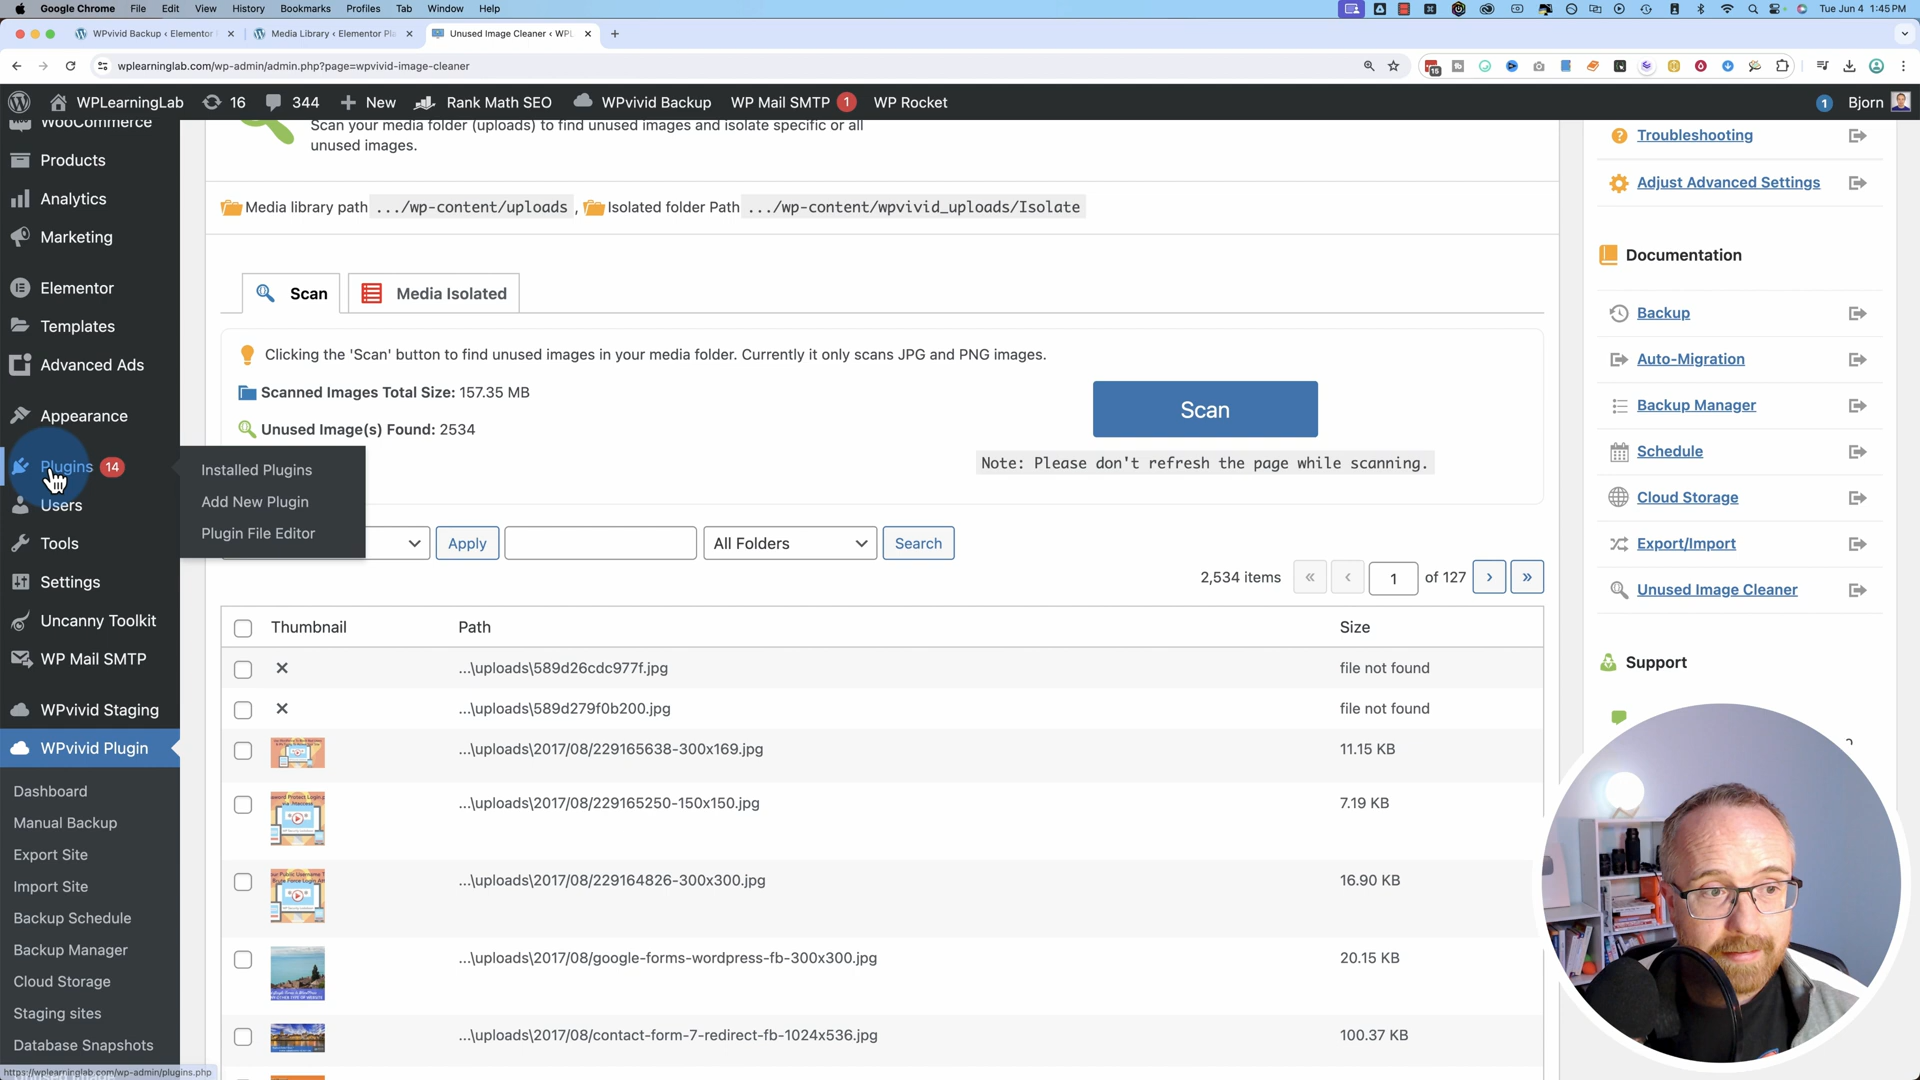 Google Chrome File Edit View History Bookmarks Profiles Tab Window Help
Tue Jun 4 1:45 PM
WPvivid Backup ‹ Elementor
Media Library ‹ Elementor Pla
Unused Image Cleaner ‹ WPL
wplearninglab.com/wp-admin/admin.php?page=wpvivid-image-cleaner
15
WPLearningLab 16 344 New Rank Math SEO WPvivid Backup WP Mail SMTP 1 WP Rocket
1 Bjorn
WooCommerce
Products
Analytics
Marketing
Elementor
Templates
Advanced Ads
Appearance
Plugins 14
Users
Tools
Settings
Uncanny Toolkit
WP Mail SMTP
WPvivid Staging
WPvivid Plugin
Dashboard
Manual Backup
Export Site
Import Site
Backup Schedule
Backup Manager
Cloud Storage
Staging sites
Database Snapshots
https://wplearninglab.com/wp-admin/plugins.php
Installed Plugins
Add New Plugin
Plugin File Editor
Scan your media folder (uploads) to find unused images and isolate specific or all
unused images.
Media library path .../wp-content/uploads , Isolated folder Path .../wp-content/wpvivid_uploads/Isolate
Scan Media Isolated
Clicking the 'Scan' button to find unused images in your media folder. Currently it only scans JPG and PNG images.
Scanned Images Total Size: 157.35 MB
Unused Image(s) Found: 2534
Scan
Note: Please don't refresh the page while scanning.
Apply All Folders Search
2,534 items « ‹ 1 of 127 › »
Thumbnail Path Size
...\uploads\589d26cdc977f.jpg file not found
...\uploads\589d279f0b200.jpg file not found
...\uploads\2017/08/229165638-300x169.jpg 11.15 KB
...\uploads\2017/08/229165250-150x150.jpg 7.19 KB
...\uploads\2017/08/229164826-300x300.jpg 16.90 KB
...\uploads\2017/08/google-forms-wordpress-fb-300x300.jpg 20.15 KB
...\uploads\2017/08/contact-form-7-redirect-fb-1024x536.jpg 100.37 KB
Troubleshooting
Adjust Advanced Settings
Documentation
Backup
Auto-Migration
Backup Manager
Schedule
Cloud Storage
Export/Import
Unused Image Cleaner
Support